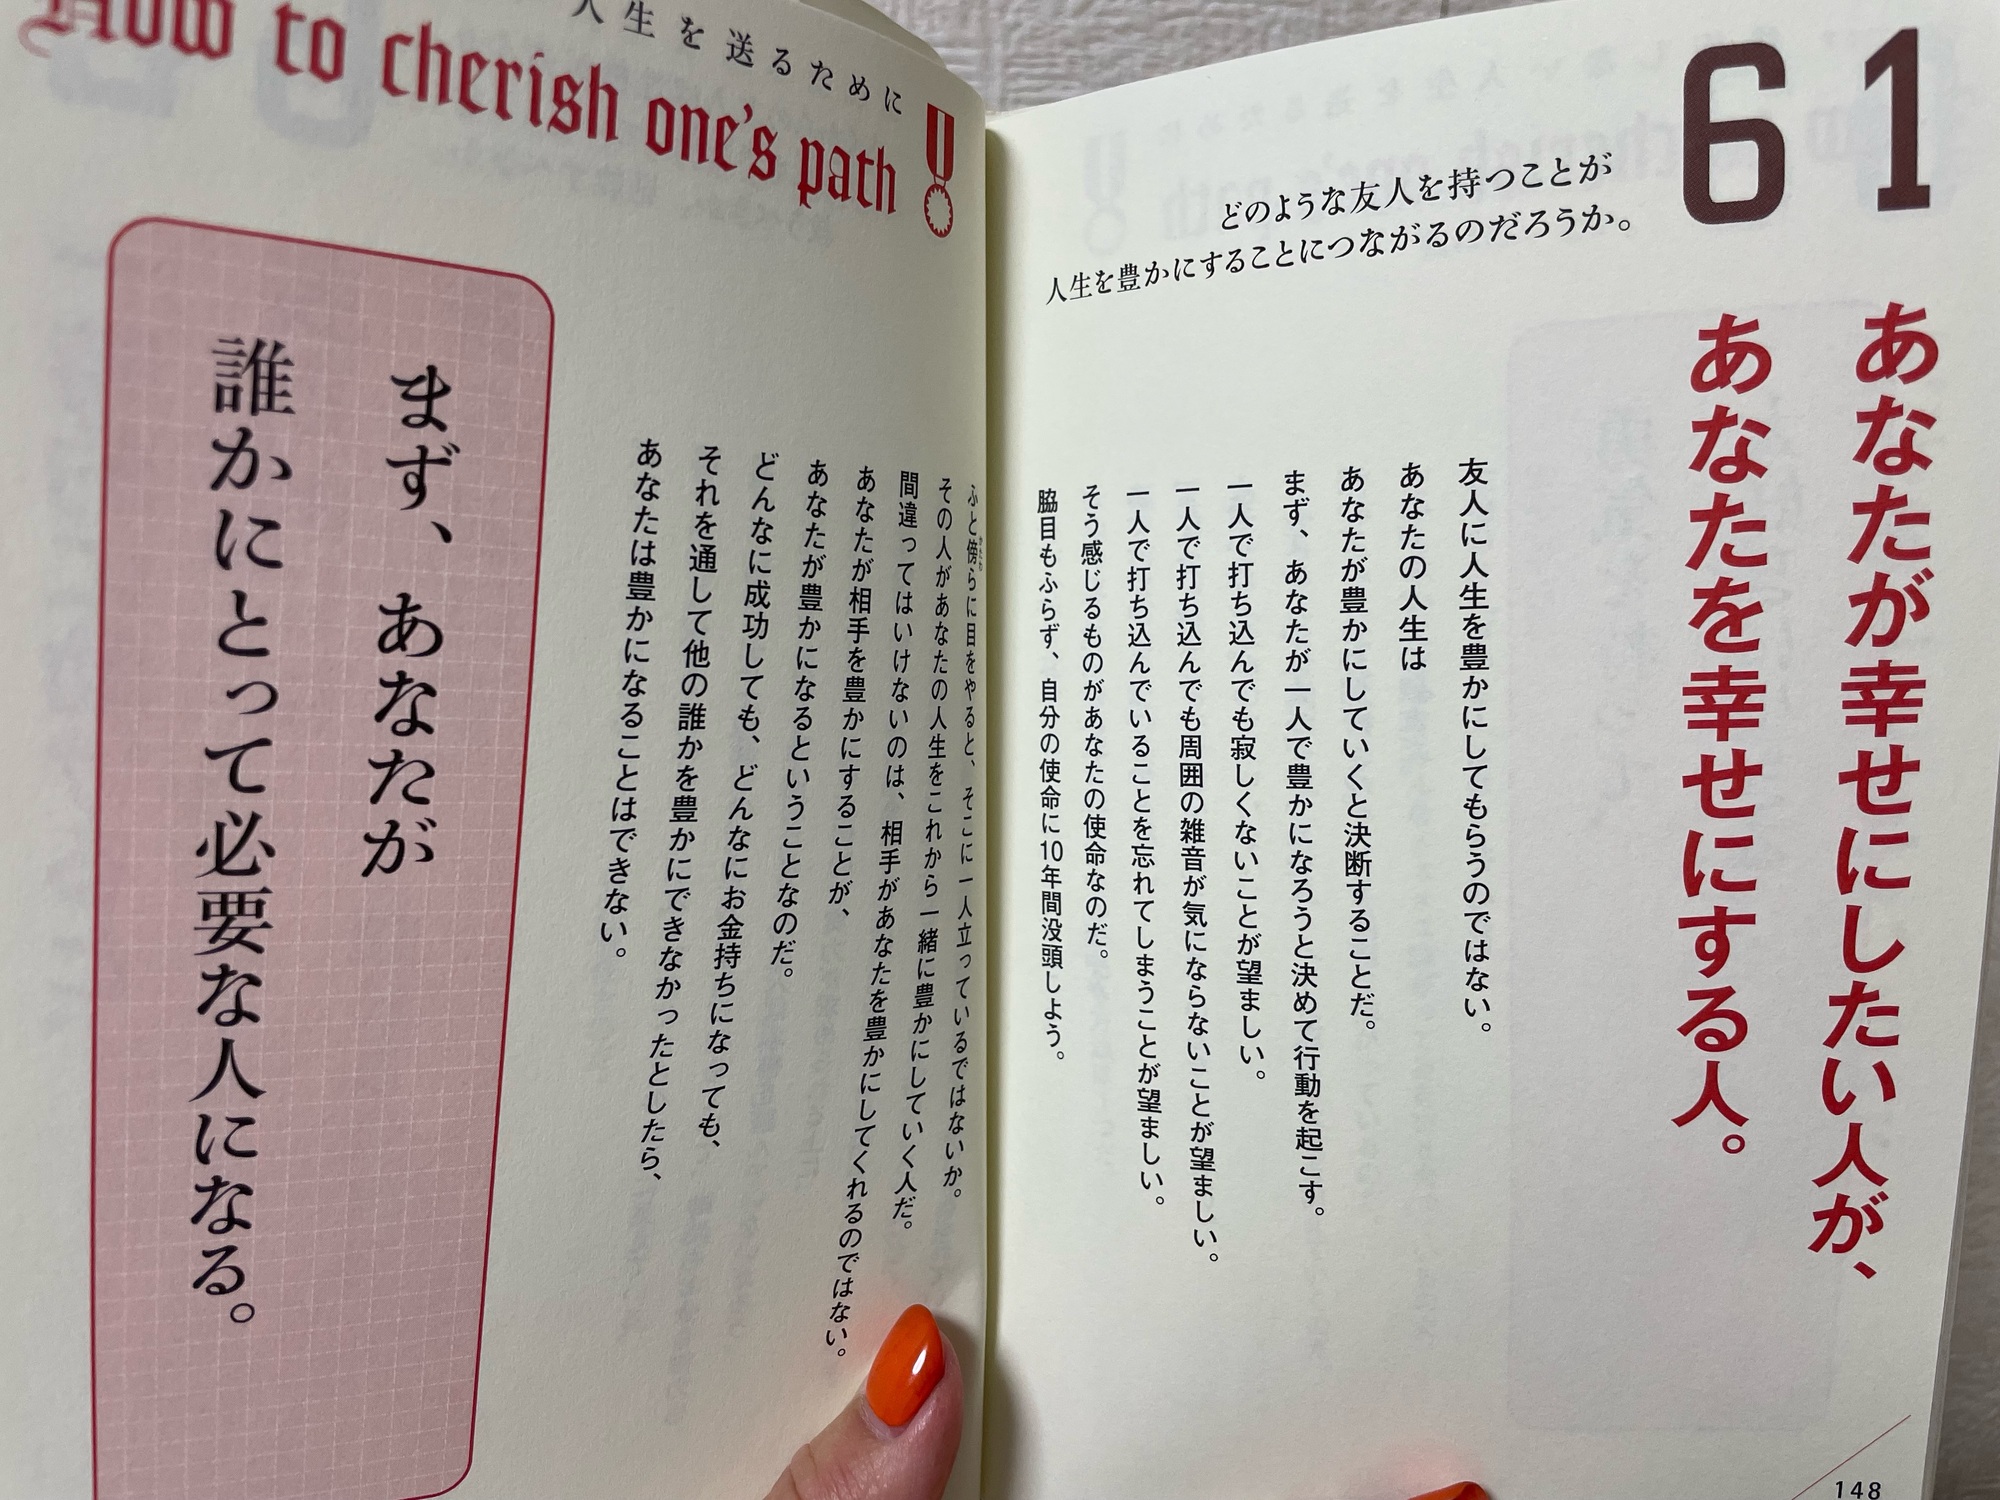 61
どのような友人を持つことが
人生を豊かにすることにつながるのだろうか。
あなたが幸せにしたい人が、
あなたを幸せにする人。
友人に人生を豊かにしてもらうのではない。
あなたの人生は
あなたが豊かにしていくと決断することだ。
まず、あなたが一人で豊かになろうと決めて行動を起こす。
一人で打ち込んでも寂しくないことが望ましい。
一人で打ち込んでも周囲の雑音が気にならないことが望ましい。
一人で打ち込んでいることを忘れてしまうことが望ましい。
そう感じるものがあなたの使命なのだ。
脇目もふらず、自分の使命に10年間没頭しよう。
148
人生を送るために
How to cherish one's path
ふと傍らに目をやると、そこに一人立っているではないか。
その人があなたの人生をこれから一緒に豊かにしていく人だ。
間違ってはいけないのは、相手があなたを豊かにしてくれるのではない。
あなたが相手を豊かにすることが、
あなたが豊かになるということなのだ。
どんなに成功しても、どんなにお金持ちになっても、
それを通して他の誰かを豊かにできなかったとしたら、
あなたは豊かになることはできない。
まず、あなたが
誰かにとって必要な人になる。